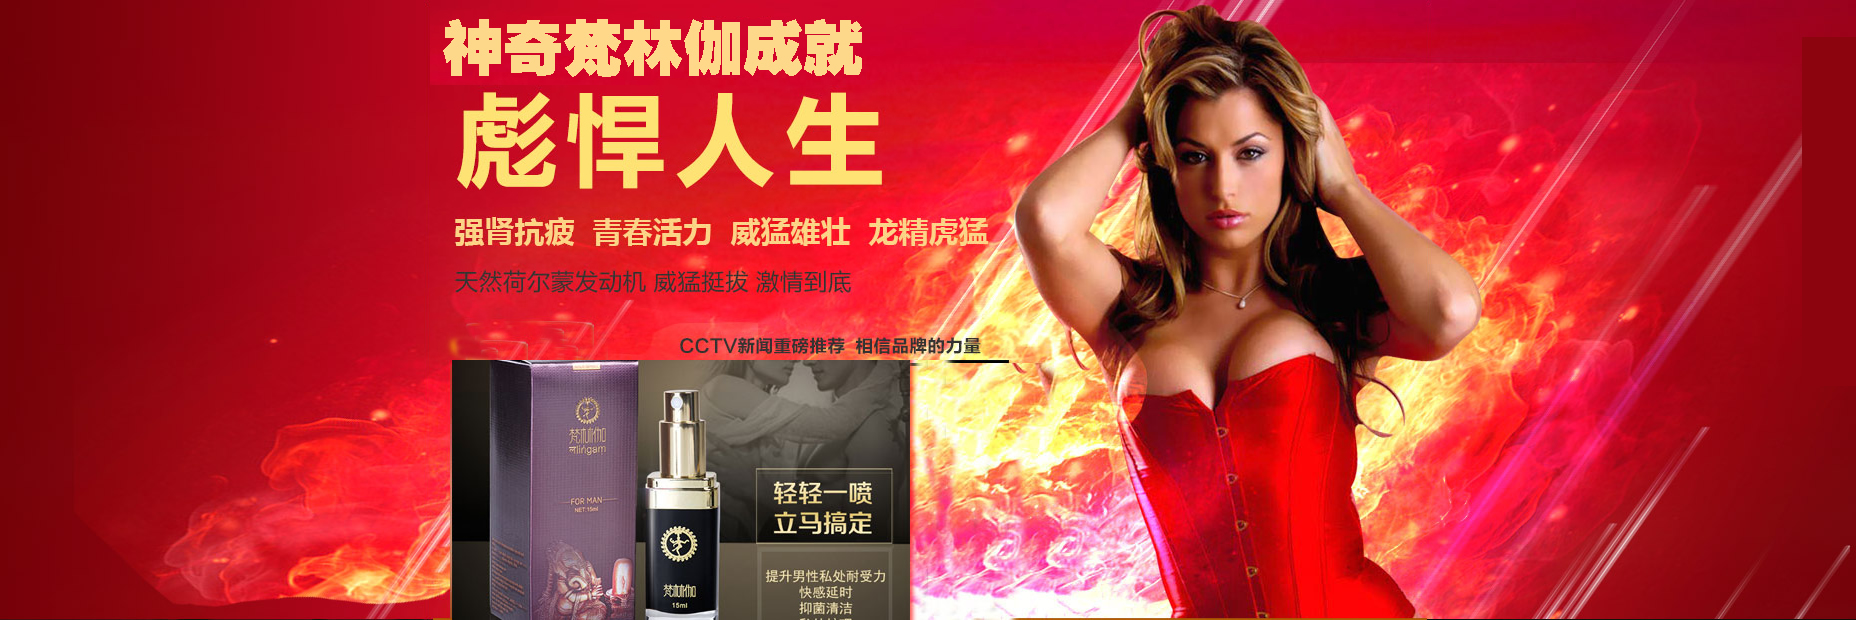 神奇梵林伽成就
彪悍人生
强肾抗疲 青春活力 威猛雄壮 龙精虎猛
天然荷尔蒙发动机 威猛挺拔 激情到底
CCTV新闻重磅推荐 相信品牌的力量
梵林伽
lingam
FOR MAN
NET.15ml
梵林伽
15ml
轻轻一喷
立马搞定
提升男性私处耐受力
快感延时
抑菌清洁